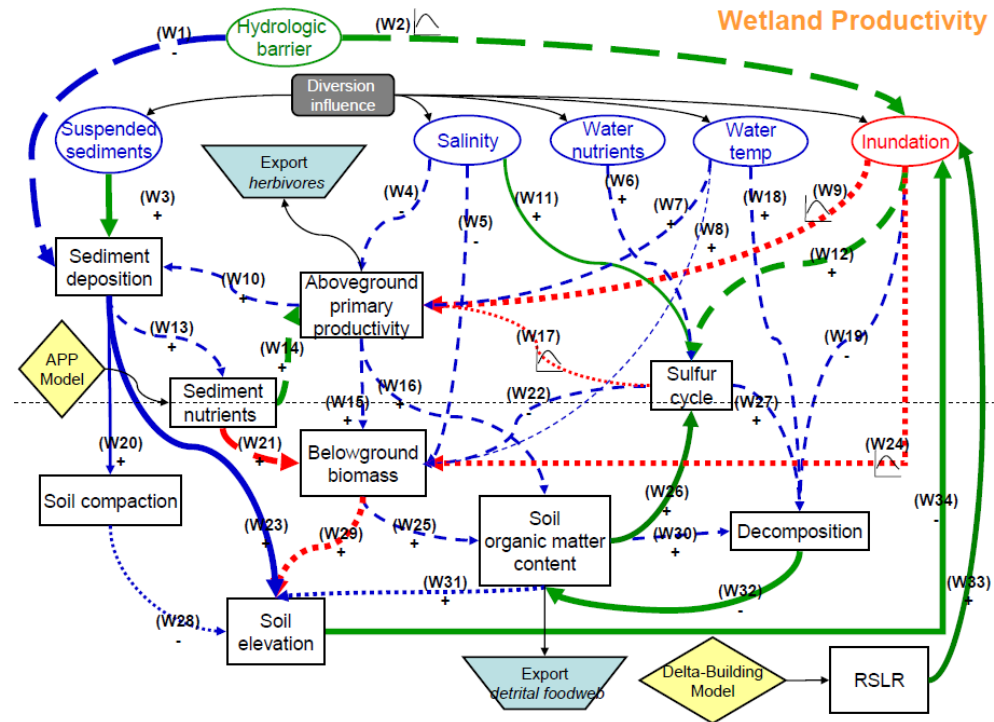 Wetland Productivity
(W1)
-
Hydrologic
barrier
(W2)
Diversion
influence
Suspended
sediments
Salinity
Water
nutrients
Water
temp
Inundation
Export
herbivores
(W3)
+
(W4)
-
(W5)
-
(W11)
+
(W6)
+
(W7)
+
(W8)
+
(W18)
+
(W9)
(W12)
+
Sediment
deposition
(W10)
+
Aboveground
primary
productivity
(W13)
+
(W14)
+
(W17)
(W19)
-
APP
Model
Sediment
nutrients
(W15)
+
(W16)
+
(W22)
-
Sulfur
cycle
(W27)
+
(W20)
+
(W21)
+
Belowground
biomass
(W24)
Soil compaction
(W23)
+
(W29)
+
(W25)
+
Soil
organic matter
content
(W26)
+
(W30)
+
Decomposition
(W34)
-
(W33)
+
(W28)
-
(W31)
+
(W32)
-
Soil
elevation
Export
detrital foodweb
Delta-Building
Model
RSLR